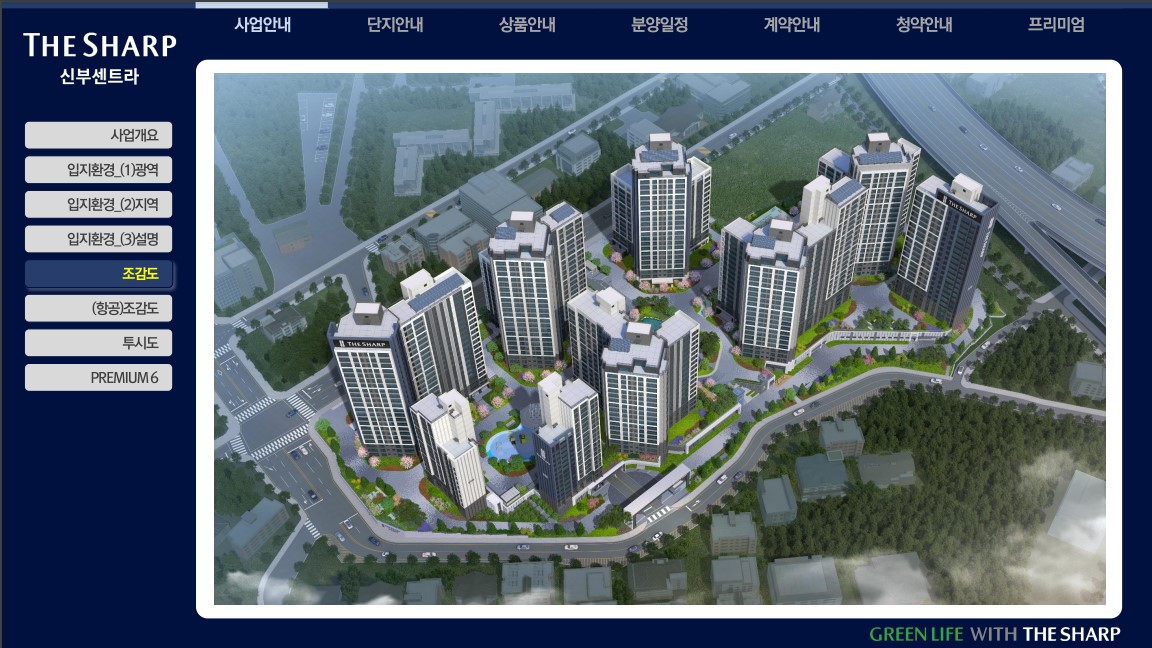 THE SHARP
신부센트라
사업안내
단지안내
상품안내
분양일정
계약안내
청약안내
프리미엄
사업개요
입지환경_(1)광역
입지환경_(2)지역
입지환경_(3)설명
조감도
(항공)조감도
투시도
PREMIUM 6
THE SHARP
THE SHARP
GREEN LIFE WITH THE SHARP